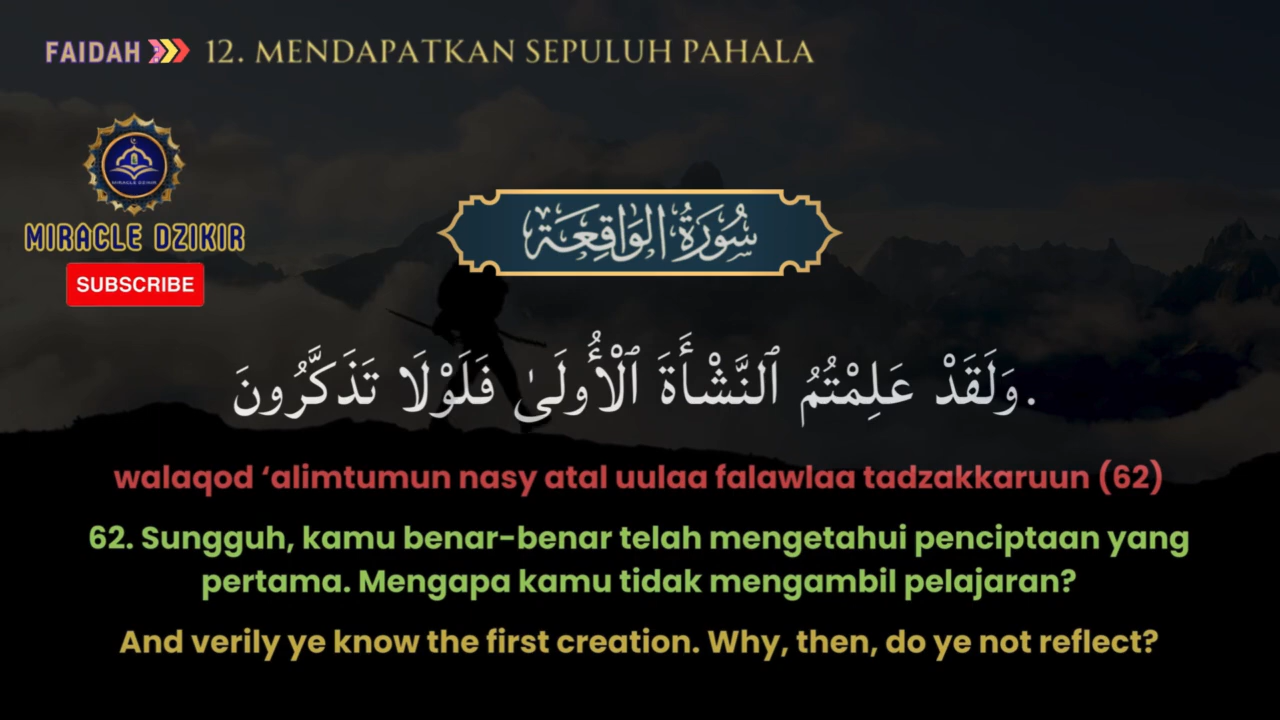 FAIDAH 12. MENDAPATKAN SEPULUH PAHALA
MIRACLE DZIKIR
MIRACLE DZIKIR
SUBSCRIBE
سُورَةُ الوَاقِعَة
وَلَقَدْ عَلِمْتُمُ ٱلنَّشْأَةَ ٱلْأُولَىٰ فَلَوْلَا تَذَكَّرُونَ.
walaqod ‘alimtumun nasy atal uulaa falawlaa tadzakkaruun (62)
62. Sungguh, kamu benar-benar telah mengetahui penciptaan yang
pertama. Mengapa kamu tidak mengambil pelajaran?
And verily ye know the first creation. Why, then, do ye not reflect?